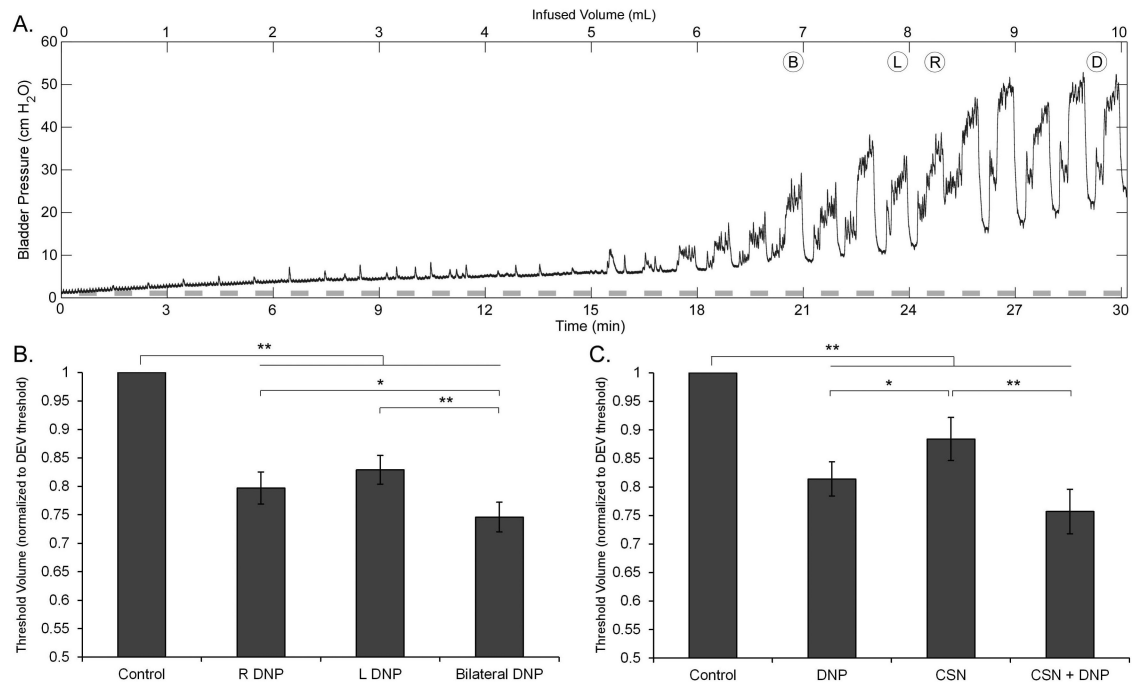 A.
Infused Volume (mL)
0 1 2 3 4 5 6 7 8 9 10
60
50
40
30
20
10
0
Bladder Pressure (cm H₂O)
B L R D
0 3 6 9 12 15 18 21 24 27 30
Time (min)
B.
**
*
**
1
0.95
0.9
0.85
0.8
0.75
0.7
0.65
0.6
0.55
0.5
Threshold Volume (normalized to DEV threshold)
Control R DNP L DNP Bilateral DNP
C.
**
* **
1
0.95
0.9
0.85
0.8
0.75
0.7
0.65
0.6
0.55
0.5
Threshold Volume (normalized to DEV threshold)
Control DNP CSN CSN + DNP